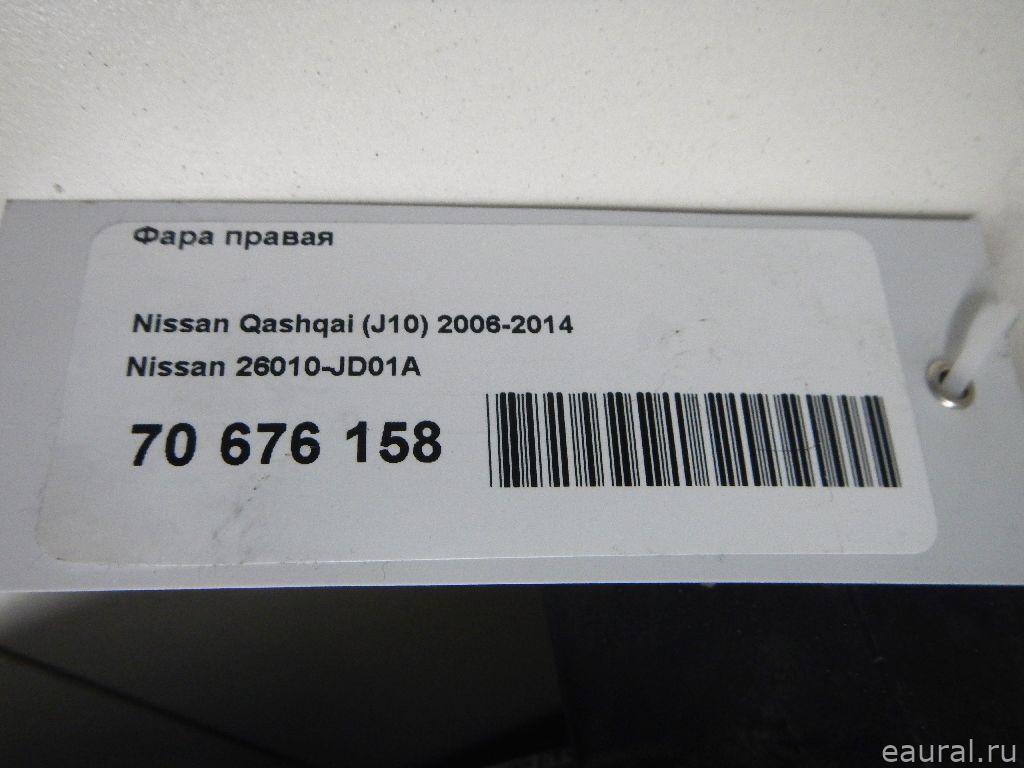 Фара правая
Nissan Qashqai (J10) 2006-2014
Nissan 26010-JD01A
70 676 158
eaural.ru